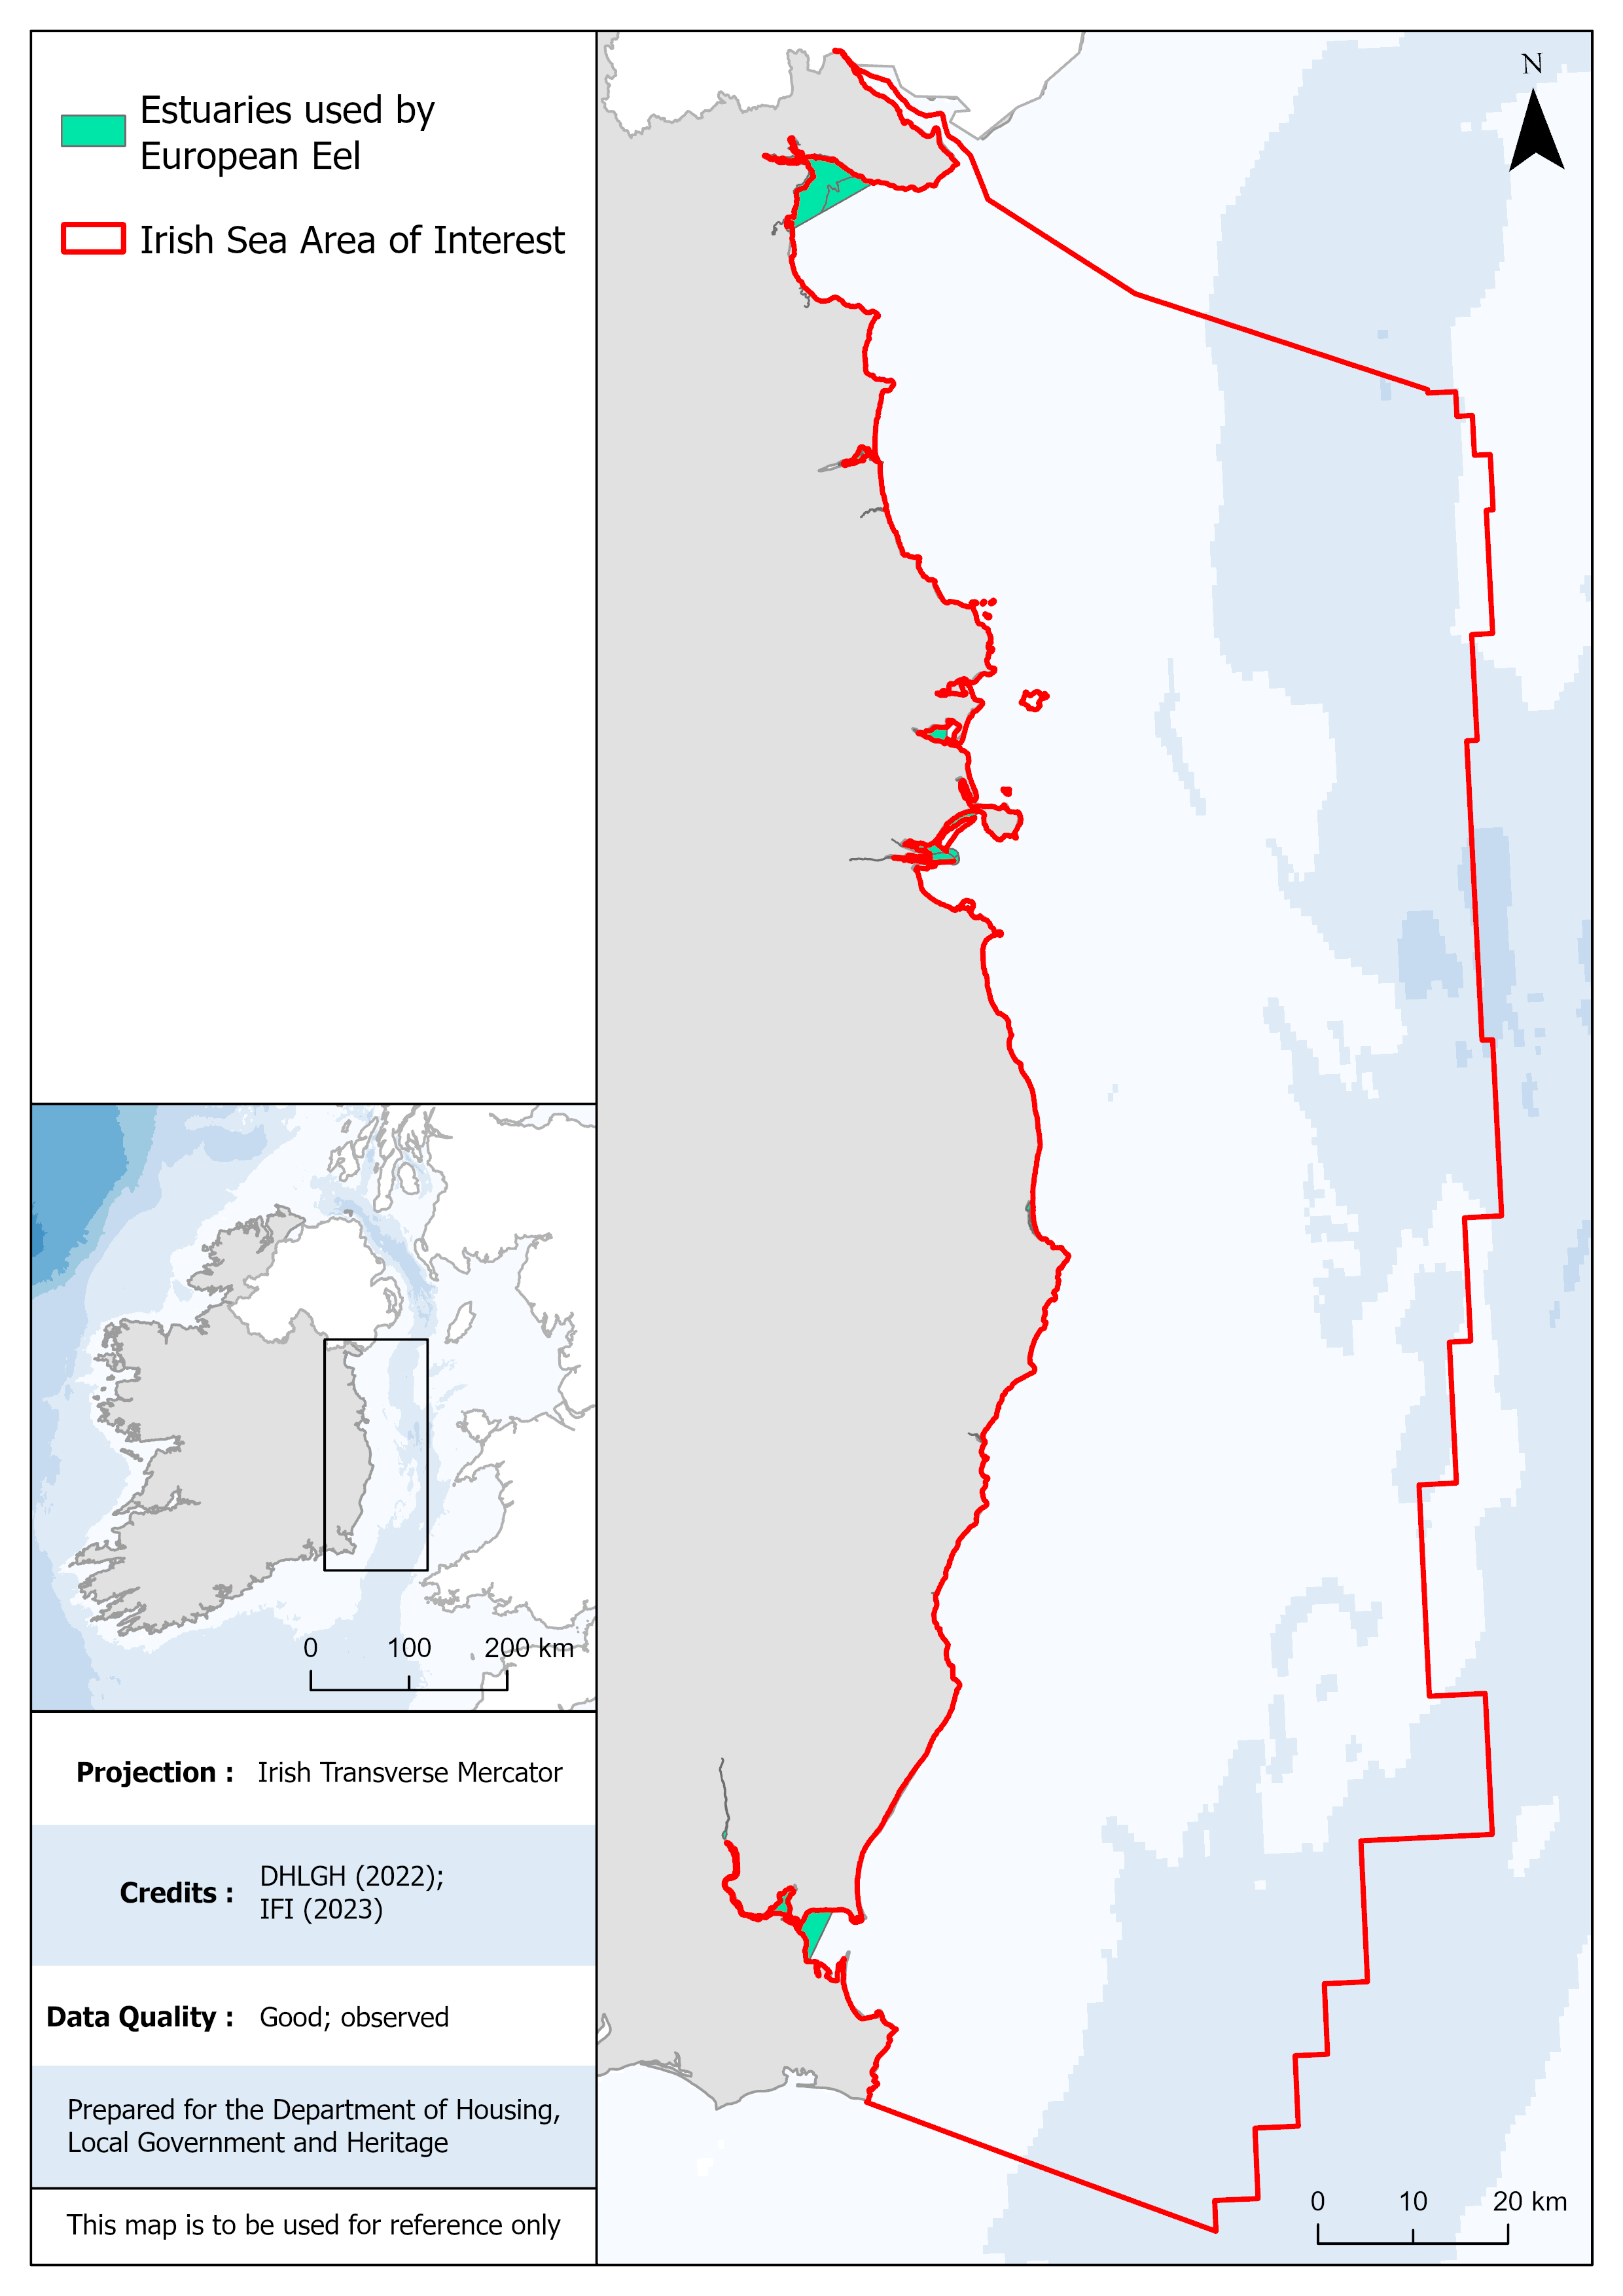 Estuaries used by
European Eel
Irish Sea Area of Interest
N
0 100 200 km
Projection : Irish Transverse Mercator
Credits : DHLGH (2022);
IFI (2023)
Data Quality : Good; observed
Prepared for the Department of Housing,
Local Government and Heritage
This map is to be used for reference only
0 10 20 km